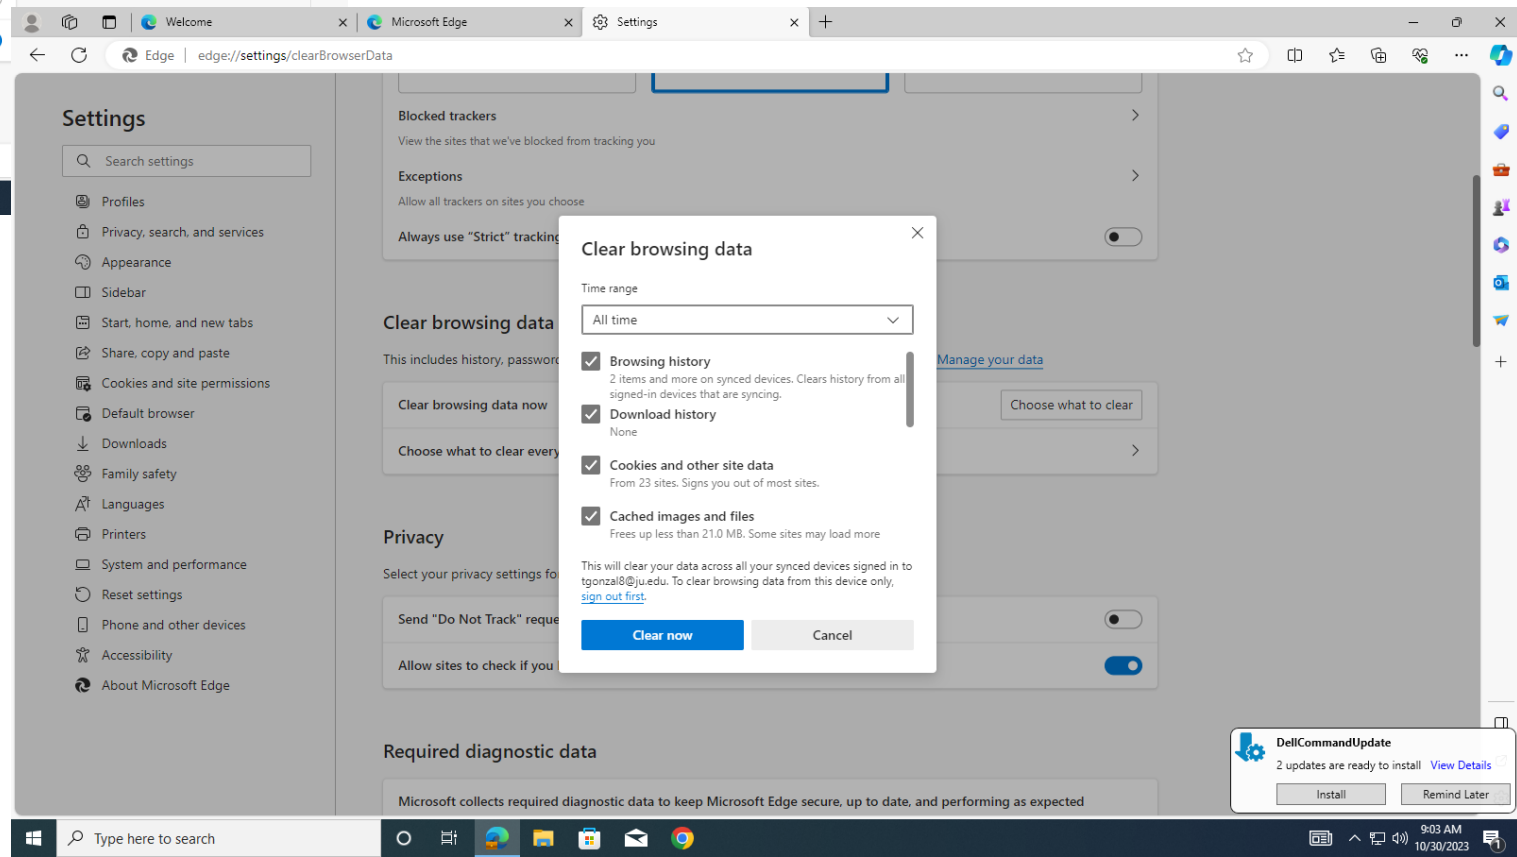 Welcome
Microsoft Edge
Settings
Edge
edge://settings/clearBrowserData
Settings
Search settings
Profiles
Privacy, search, and services
Appearance
Sidebar
Start, home, and new tabs
Share, copy and paste
Cookies and site permissions
Default browser
Downloads
Family safety
Languages
Printers
System and performance
Reset settings
Phone and other devices
Accessibility
About Microsoft Edge
Blocked trackers
View the sites that we've blocked from tracking you
Exceptions
Allow all trackers on sites you choose
Always use “Strict” tracking
Clear browsing data
This includes history, password
Manage your data
Clear browsing data now
Choose what to clear
Choose what to clear every
Privacy
Select your privacy settings fo
Send "Do Not Track" reque
Allow sites to check if you
Required diagnostic data
Microsoft collects required diagnostic data to keep Microsoft Edge secure, up to date, and performing as expected
Clear browsing data
Time range
All time
Browsing history
2 items and more on synced devices. Clears history from all
signed-in devices that are syncing.
Download history
None
Cookies and other site data
From 23 sites. Signs you out of most sites.
Cached images and files
Frees up less than 21.0 MB. Some sites may load more
This will clear your data across all your synced devices signed in to
tgonzal8@ju.edu. To clear browsing data from this device only,
sign out first.
Clear now
Cancel
DellCommandUpdate
2 updates are ready to install View Details
Install
Remind Later
Type here to search
9:03 AM
10/30/2023
1